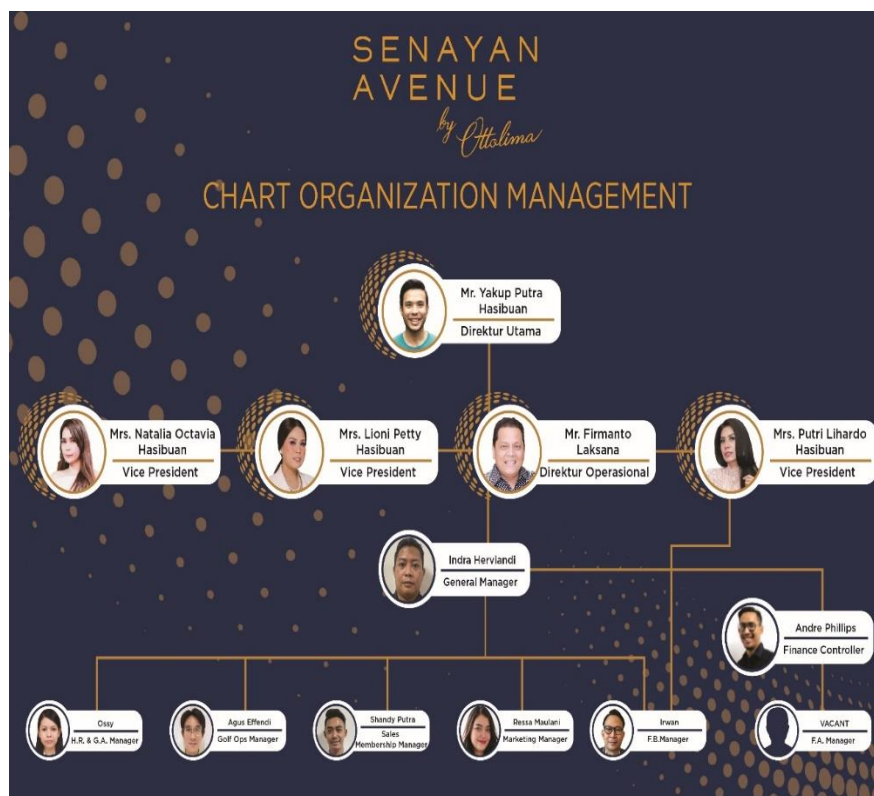 SENAYAN
AVENUE
by Ottolima
CHART ORGANIZATION MANAGEMENT
Mr. Yakup Putra
Hasibuan
Direktur Utama
Mrs. Natalia Octavia
Hasibuan
Vice President
Mrs. Lioni Petty
Hasibuan
Vice President
Mr. Firmanto
Laksana
Direktur Operasional
Mrs. Putri Lihardo
Hasibuan
Vice President
Indra Herviandi
General Manager
Andre Phillips
Finance Controller
Ossy
H.R. & G.A. Manager
Agus Effendi
Golf Ops Manager
Shandy Putra
Sales
Membership Manager
Ressa Maulani
Marketing Manager
Irwan
F.B.Manager
VACANT
F.A. Manager